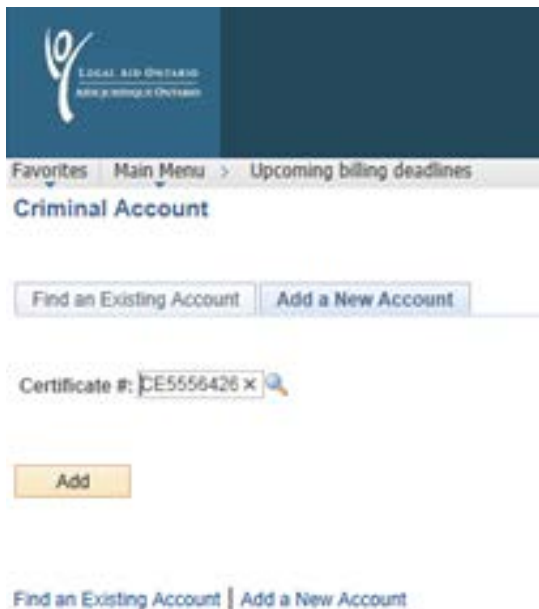 LEGAL AID ONTARIO
AIDE JURIDIQUE ONTARIO
Favorites Main Menu > Upcoming billing deadlines
Criminal Account
Find an Existing Account Add a New Account
Certificate #: CE5556426 ×
Add
Find an Existing Account | Add a New Account